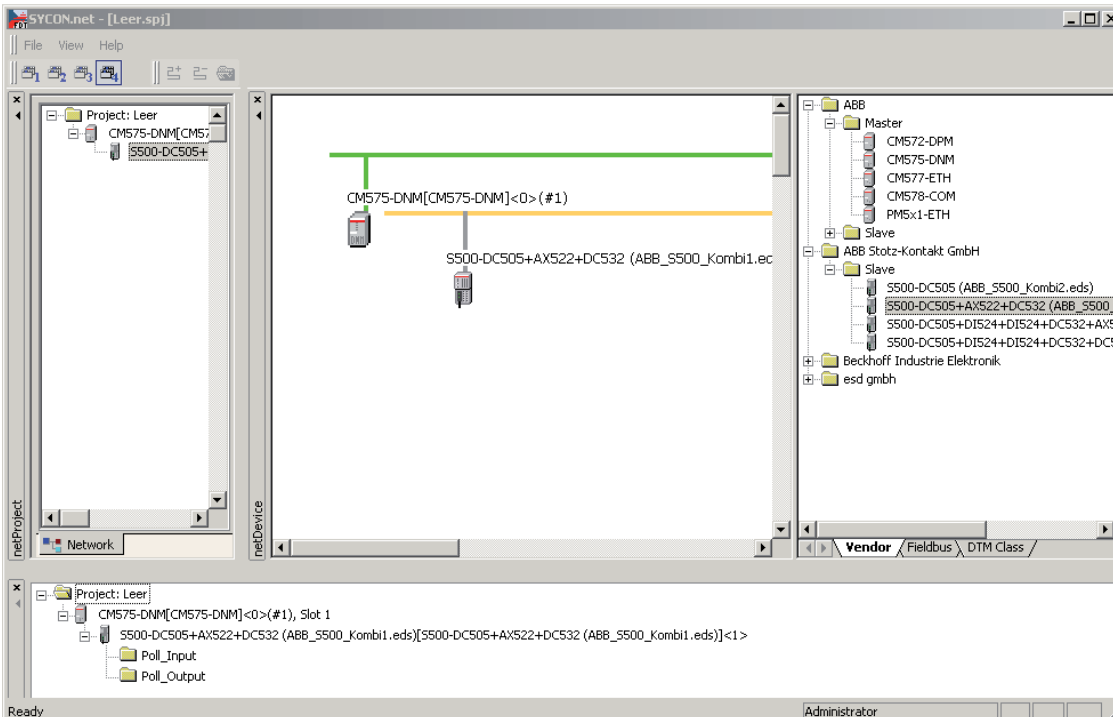 SYCON.net - [Leer.spj]
File View Help
netProject
Project: Leer
CM575-DNM[CM57
S500-DC505+
Network
netDevice
CM575-DNM[CM575-DNM]<0>(#1)
DNM
S500-DC505+AX522+DC532 (ABB_S500_Kombi1.ec
ABB
Master
CM572-DPM
CM575-DNM
CM577-ETH
CM578-COM
PM5x1-ETH
Slave
ABB Stotz-Kontakt GmbH
Slave
S500-DC505 (ABB_S500_Kombi2.eds)
S500-DC505+AX522+DC532 (ABB_S500_
S500-DC505+DI524+DI524+DC532+AX5
S500-DC505+DI524+DI524+DC532+DC5
Beckhoff Industrie Elektronik
esd gmbh
Vendor Fieldbus DTM Class
Project: Leer
CM575-DNM[CM575-DNM]<0>(#1), Slot 1
S500-DC505+AX522+DC532 (ABB_S500_Kombi1.eds)[S500-DC505+AX522+DC532 (ABB_S500_Kombi1.eds)]<1>
Poll_Input
Poll_Output
Ready Administrator